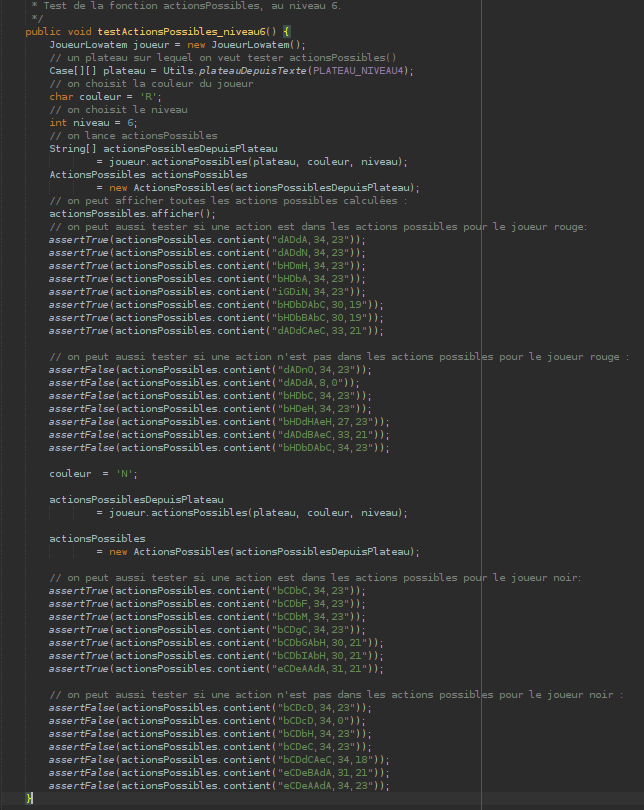 * Test de la fonction actionsPossibles, au niveau 6.
*/
public void testActionsPossibles_niveau6() {
JoueurLowatem joueur = new JoueurLowatem();
// un plateau sur lequel on veut tester actionsPossibles()
Case[][] plateau = Utils.plateauDepuisTexte(PLATEAU_NIVEAU4);
// on choisit la couleur du joueur
char couleur = 'R';
// on choisit le niveau
int niveau = 6;
// on lance actionsPossibles
String[] actionsPossiblesDepuisPlateau
= joueur.actionsPossibles(plateau, couleur, niveau);
ActionsPossibles actionsPossibles
= new ActionsPossibles(actionsPossiblesDepuisPlateau);
// on peut afficher toutes les actions possibles calculées :
actionsPossibles.afficher();
// on peut aussi tester si une action est dans les actions possibles pour le joueur rouge:
assertTrue(actionsPossibles.contient("dADdA,34,23"));
assertTrue(actionsPossibles.contient("dADdN,34,23"));
assertTrue(actionsPossibles.contient("bHDmH,34,23"));
assertTrue(actionsPossibles.contient("bHDbA,34,23"));
assertTrue(actionsPossibles.contient("iGDiN,34,23"));
assertTrue(actionsPossibles.contient("bHDbDAbC,30,19"));
assertTrue(actionsPossibles.contient("bHDbBAbC,30,19"));
assertTrue(actionsPossibles.contient("dADdCAeC,33,21"));
// on peut aussi tester si une action n'est pas dans les actions possibles pour le joueur rouge :
assertFalse(actionsPossibles.contient("dADnO,34,23"));
assertFalse(actionsPossibles.contient("dADdA,8,0"));
assertFalse(actionsPossibles.contient("bHDbC,34,23"));
assertFalse(actionsPossibles.contient("bHDeH,34,23"));
assertFalse(actionsPossibles.contient("bHDdHAeH,27,23"));
assertFalse(actionsPossibles.contient("dADdBAeC,33,21"));
assertFalse(actionsPossibles.contient("bHDbDAbC,34,23"));
couleur  = 'N';
actionsPossiblesDepuisPlateau
= joueur.actionsPossibles(plateau, couleur, niveau);
actionsPossibles
= new ActionsPossibles(actionsPossiblesDepuisPlateau);
// on peut aussi tester si une action est dans les actions possibles pour le joueur noir:
assertTrue(actionsPossibles.contient("bCDbC,34,23"));
assertTrue(actionsPossibles.contient("bCDbF,34,23"));
assertTrue(actionsPossibles.contient("bCDbM,34,23"));
assertTrue(actionsPossibles.contient("bCDgC,34,23"));
assertTrue(actionsPossibles.contient("bCDbGAbH,30,21"));
assertTrue(actionsPossibles.contient("bCDbIAbH,30,21"));
assertTrue(actionsPossibles.contient("eCDeAAdA,31,21"));
// on peut aussi tester si une action n'est pas dans les actions possibles pour le joueur noir :
assertFalse(actionsPossibles.contient("bCDcD,34,23"));
assertFalse(actionsPossibles.contient("bCDcD,34,0"));
assertFalse(actionsPossibles.contient("bCDbH,34,23"));
assertFalse(actionsPossibles.contient("bCDeC,34,23"));
assertFalse(actionsPossibles.contient("bCDdCAeC,34,18"));
assertFalse(actionsPossibles.contient("eCDeBAdA,31,21"));
assertFalse(actionsPossibles.contient("eCDeAAdA,34,23"));
}